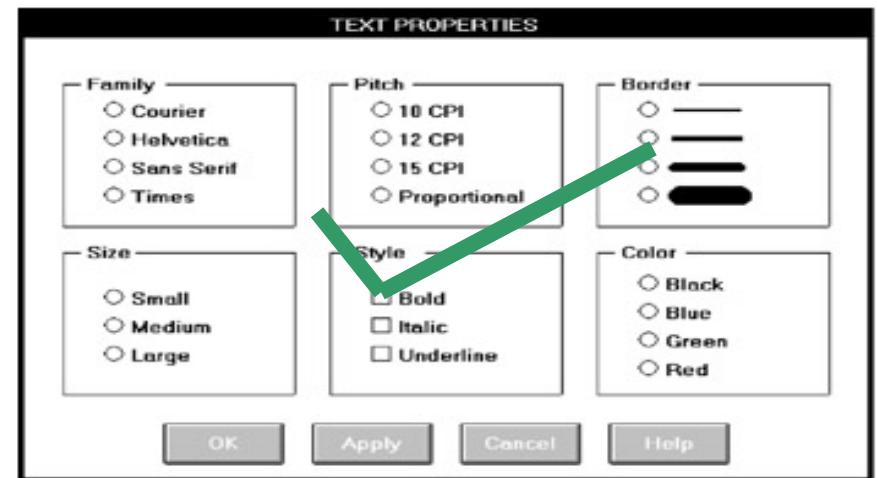 TEXT PROPERTIES
Family
Courier
Helvetica
Sans Serif
Times
Pitch
10 CPI
12 CPI
15 CPI
Proportional
Border
Size
Small
Medium
Large
Style
Bold
Italic
Underline
Color
Black
Blue
Green
Red
OK
Apply
Cancel
Help